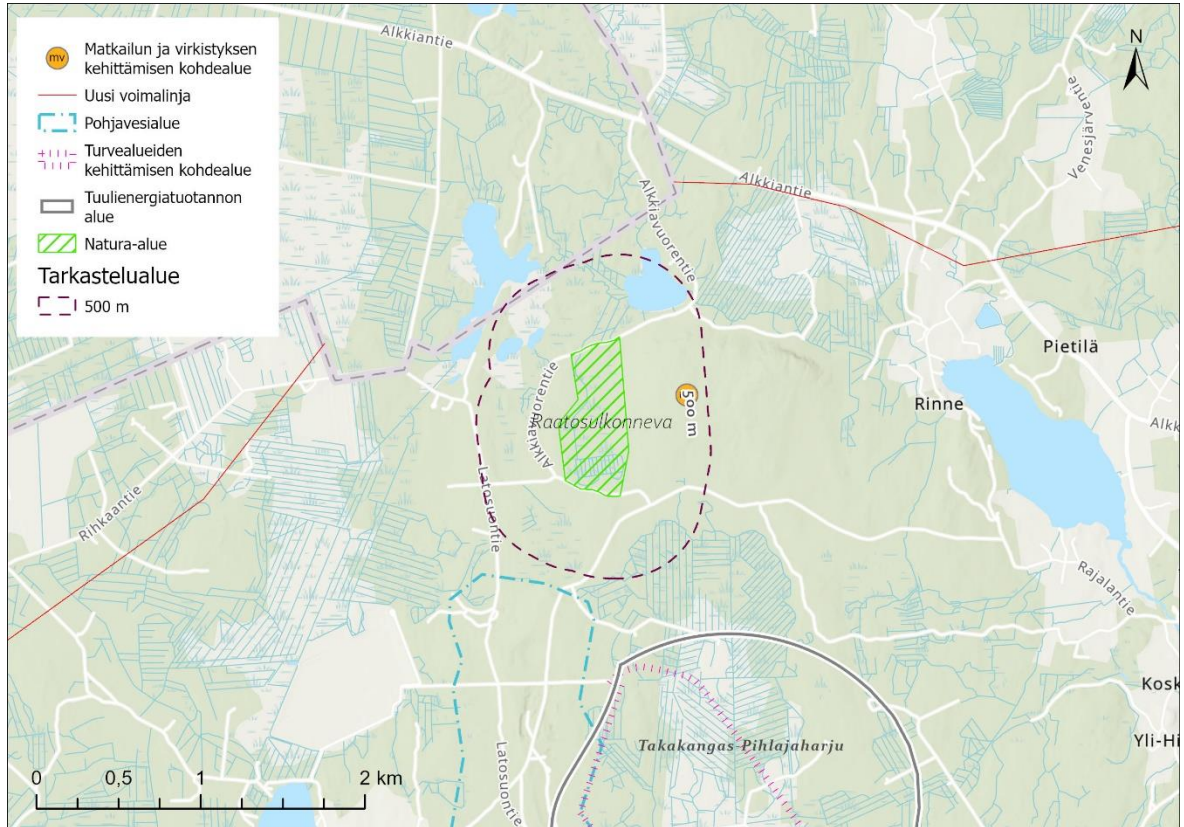 mv
Matkailun ja virkistyksen
kehittämisen kohdealue
Uusi voimalinja
Pohjavesialue
Turvealueiden
kehittämisen kohdealue
Tuulienergiatuotannon
alue
Natura-alue
Tarkastelualue
500 m
Alkkiantie
N
Venesjärventie
Alkkiantie
Alkkiavuorentie
Pietilä
Rinne
500 m
Raatosulkonneva
Alkkiavuorentie
Alkk
Latosuontie
Rihkaantie
Rajalantie
Kosk
Yli-Hi
Takakangas-Pihlajaharju
Latosuontie
0 0,5 1 2 km